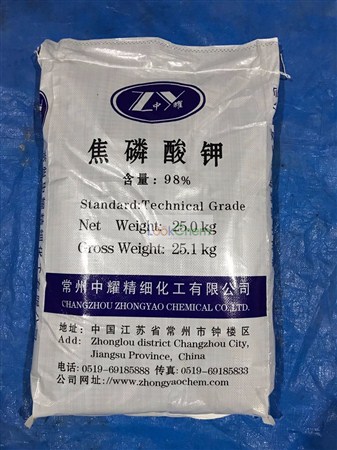 ZY
中耀
焦磷酸钾
含量:98%
Standard:Technical Grade
Net Weight: 25.0 kg
LookChem
Gross Weight: 25.1 kg
常州中耀精细化工有限公司
CHANGZHOU ZHONGYAO CHEMICAL CO.,LTD.
地址: 中国江苏省常州市钟楼区
Add: Zhonglou district Changzhou City,
Jiangsu Province, China
电话: 0519-69185888 传真: 0519-69185833
公司网址://www.zhongyaochem.com